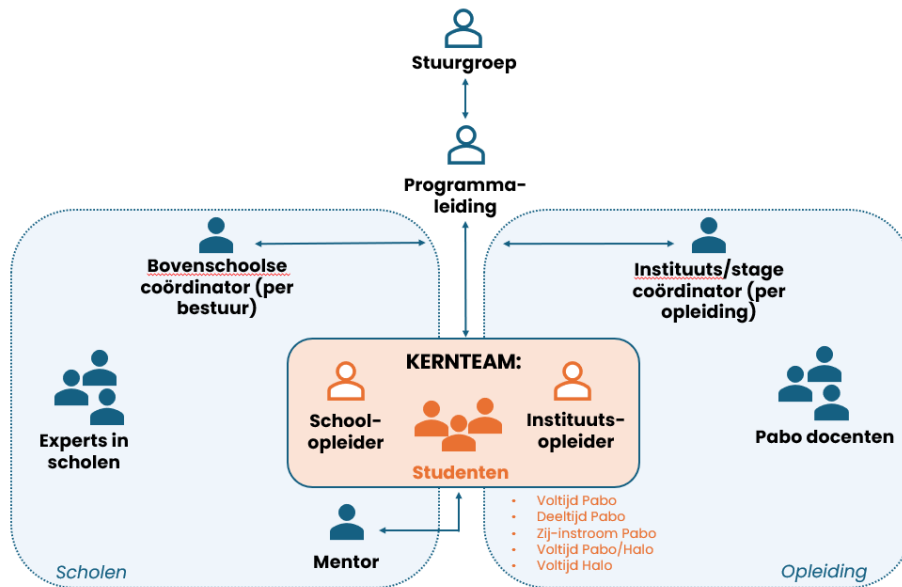 Stuurgroep
Programma-
leiding
Bovenschoolse
coördinator (per
bestuur)
Instituuts/stage
coördinator (per
opleiding)
KERNTEAM:
School-
opleider
Instituuts-
opleider
Studenten
Experts in
scholen
Pabo docenten
Mentor
• Voltijd Pabo
• Deeltijd Pabo
• Zij-instroom Pabo
• Voltijd Pabo/Halo
• Voltijd Halo
Scholen
Opleiding